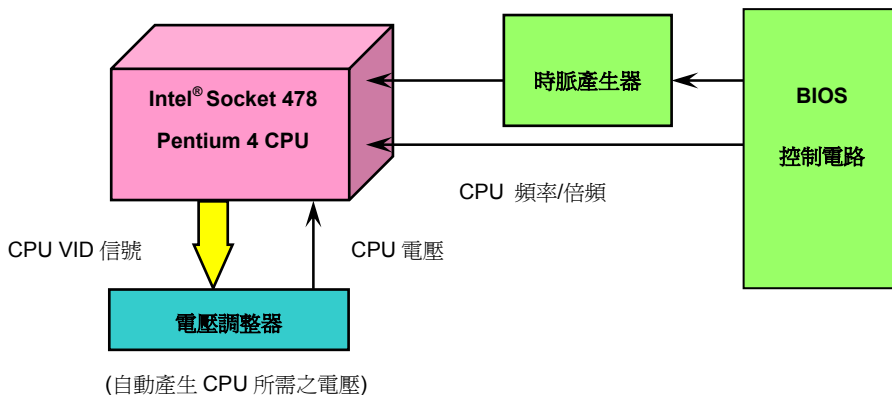 Intel® Socket 478
Pentium 4 CPU
時脈產生器
BIOS
控制電路
CPU 頻率/倍頻
CPU VID 信號
CPU 電壓
電壓調整器
(自動產生 CPU 所需之電壓)